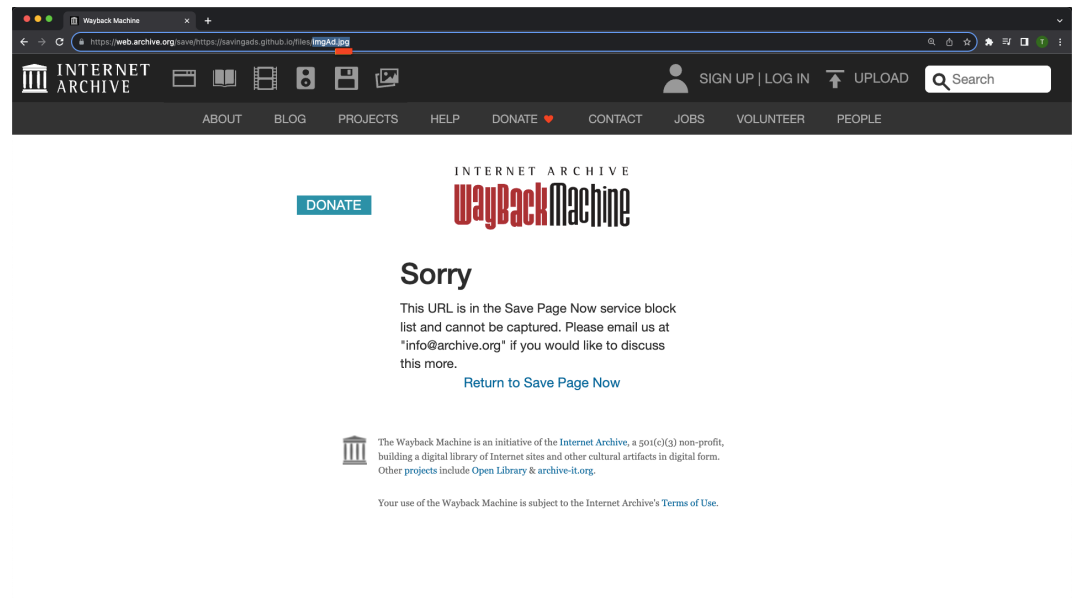 Wayback Machine
https://web.archive.org/save/https://savingads.github.io/files/ImgAd.jpg
T
INTERNET ARCHIVE
SIGN UP | LOG IN
UPLOAD
Search
ABOUT BLOG PROJECTS HELP DONATE CONTACT JOBS VOLUNTEER PEOPLE
INTERNET ARCHIVE
WayBackMachine
DONATE
Sorry
This URL is in the Save Page Now service block
list and cannot be captured. Please email us at
"info@archive.org" if you would like to discuss
this more.
Return to Save Page Now
The Wayback Machine is an initiative of the Internet Archive, a 501(c)(3) non-profit,
building a digital library of Internet sites and other cultural artifacts in digital form.
Other projects include Open Library & archive-it.org.
Your use of the Wayback Machine is subject to the Internet Archive's Terms of Use.